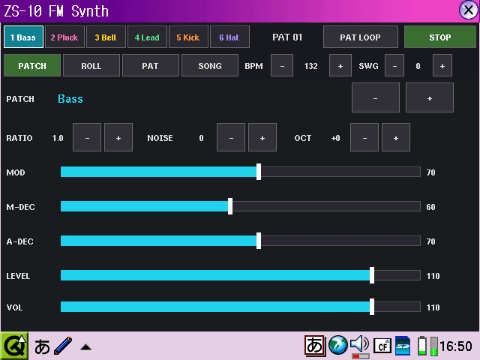 ZS-10 FM Synth
1 Bass 2 Pluck 3 Bell 4 Lead 5 Kick 6 Hat PAT 01 PAT LOOP STOP
PATCH ROLL PAT SONG BPM - 132 + SWG - 0 +
PATCH Bass - +
RATIO 1.0 - + NOISE 0 - + OCT +0 - +
MOD 70
M-DEC 60
A-DEC 70
LEVEL 110
VOL 110
あ あ CF 16:50